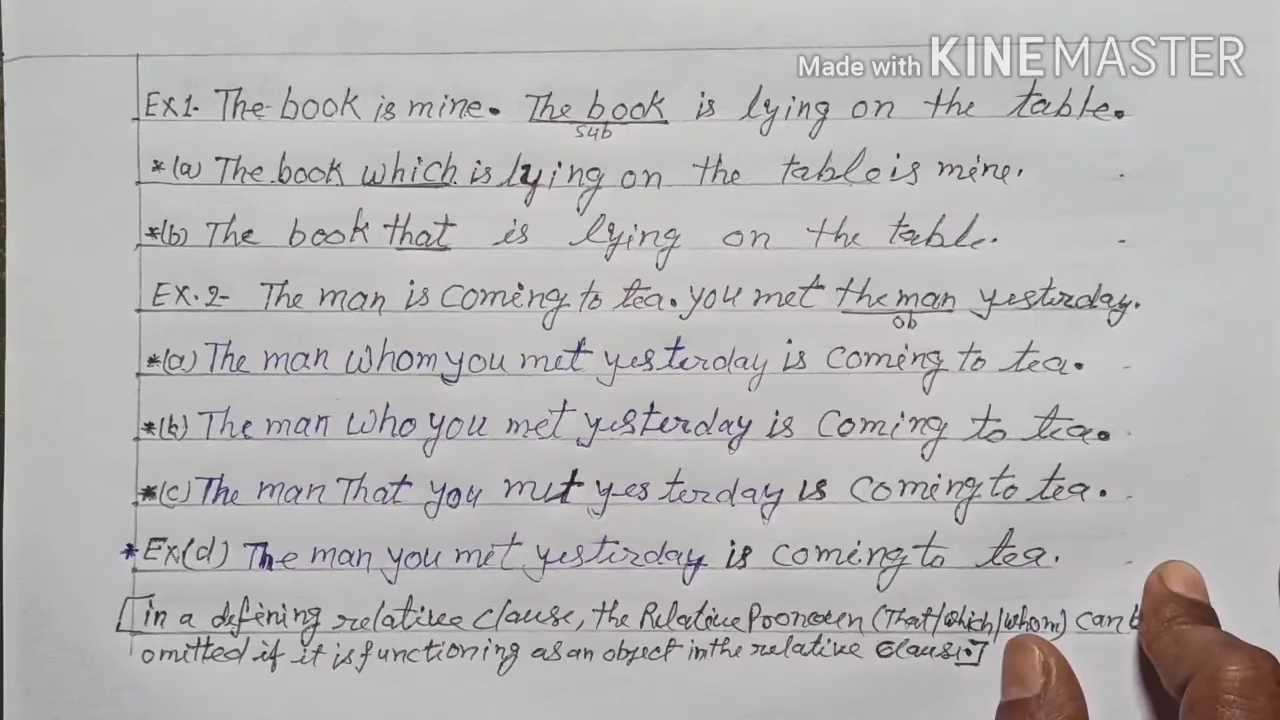 Made with KINEMASTER
Ex1. The book is mine. The book is lying on the table.
sub
*(a) The book which is lying on the table is mine.
*(b) The book that is lying on the table.
Ex.2- The man is coming to tea. you met the man yesterday.
ob
*(a) The man whom you met yesterday is coming to tea.
*(b) The man who you met yesterday is coming to tea.
*(c) The man That you met yesterday is coming to tea.
*Ex(d) The man you met yesterday is coming to tea.
[in a defining relative clause, the Relative Pronoun (That/which/whom) can b
omitted if it is functioning as an object in the relative clause.]